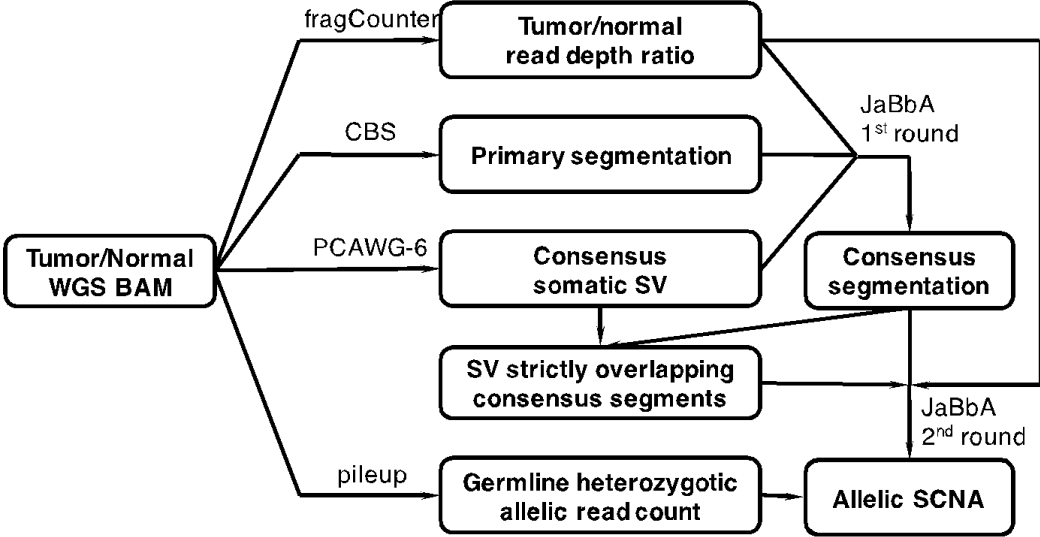 fragCounter
Tumor/normal
read depth ratio
JaBbA
1st round
CBS
Primary segmentation
Tumor/Normal
WGS BAM
PCAWG-6
Consensus
somatic SV
Consensus
segmentation
SV strictly overlapping
consensus segments
JaBbA
2nd round
pileup
Germline heterozygotic
allelic read count
Allelic SCNA